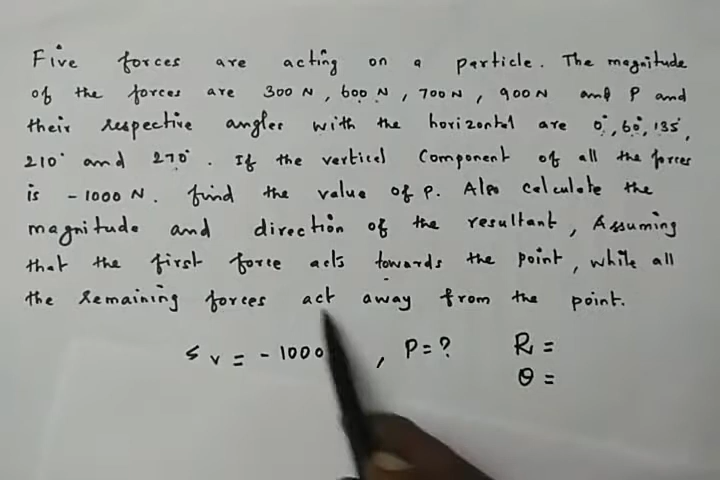 Five forces are acting on a particle. The magnitude
of the forces are 300 N, 600 N, 700 N, 900 N and P and
their respective angles with the horizontal are 0°, 60°, 135°,
210° and 270°. If the vertical component of all the forces
is -1000 N. find the value of P. Also calculate the
magnitude and direction of the resultant, Assuming
that the first force acts towards the point, while all
the remaining forces act away from the point.
ΣV = -1000 , P = ? R =
θ =